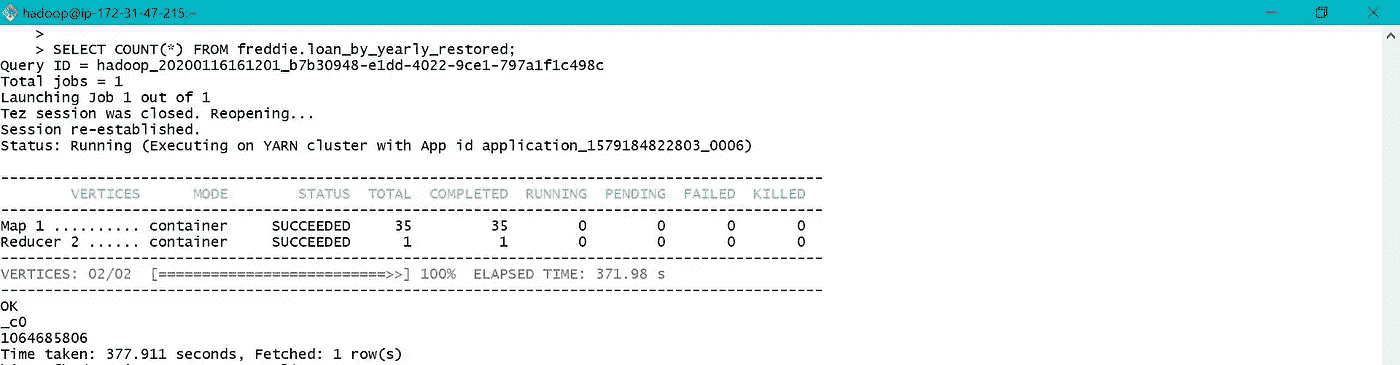 hadoop@ip-172-31-47-215:~
>
> SELECT COUNT(*) FROM freddie.loan_by_yearly_restored;
Query ID = hadoop_20200116161201_b7b30948-e1dd-4022-9ce1-797a1f1c498c
Total jobs = 1
Launching Job 1 out of 1
Tez session was closed. Reopening...
Session re-established.
Status: Running (Executing on YARN cluster with App id application_1579184822803_0006)
----------------------------------------------------------------------------------------------
VERTICES MODE STATUS TOTAL COMPLETED RUNNING PENDING FAILED KILLED
----------------------------------------------------------------------------------------------
Map 1 .......... container SUCCEEDED 35 35 0 0 0 0
Reducer 2 ...... container SUCCEEDED 1 1 0 0 0 0
----------------------------------------------------------------------------------------------
VERTICES: 02/02 [==========================>>] 100% ELAPSED TIME: 371.98 s
----------------------------------------------------------------------------------------------
OK
_c0
1064685806
Time taken: 377.911 seconds, Fetched: 1 row(s)